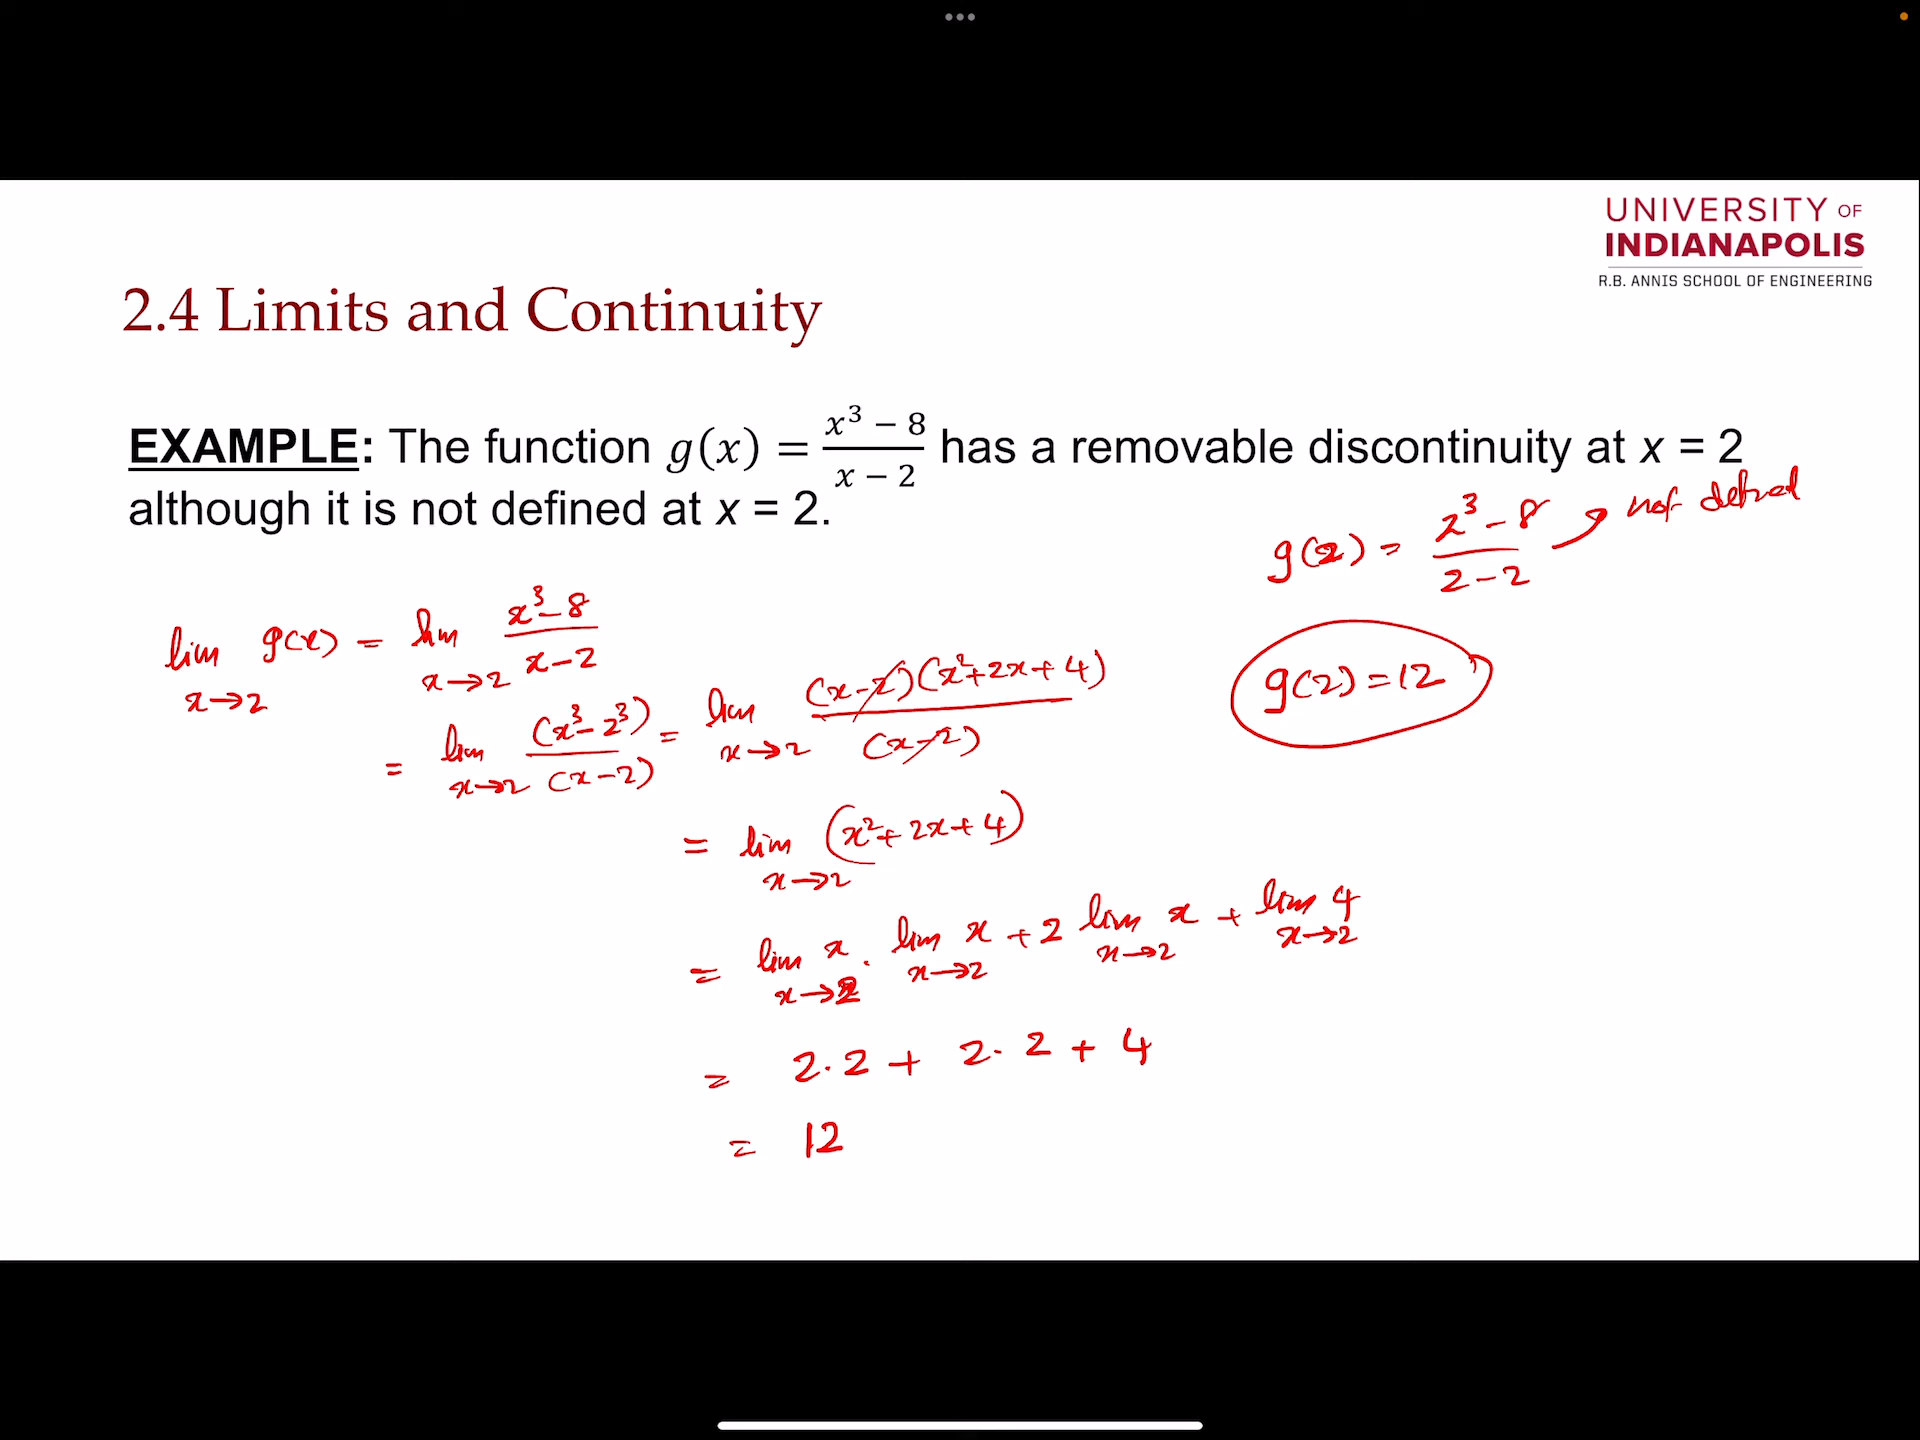 UNIVERSITY OF
INDIANAPOLIS
R.B. ANNIS SCHOOL OF ENGINEERING
2.4 Limits and Continuity
EXAMPLE: The function g(x) = (x³ − 8)/(x − 2) has a removable discontinuity at x = 2
although it is not defined at x = 2.
g(2) = (2³ − 8)/(2 − 2) → not defined
lim x→2 g(x) = lim x→2 (x³ − 8)/(x − 2)
= lim x→2 (x³ − 2³)/(x − 2) = lim x→2 (x − 2)(x² + 2x + 4)/(x − 2)
g(2) = 12
= lim x→2 (x² + 2x + 4)
= lim x→2 x · lim x→2 x + 2 lim x→2 x + lim x→2 4
= 2·2 + 2·2 + 4
= 12